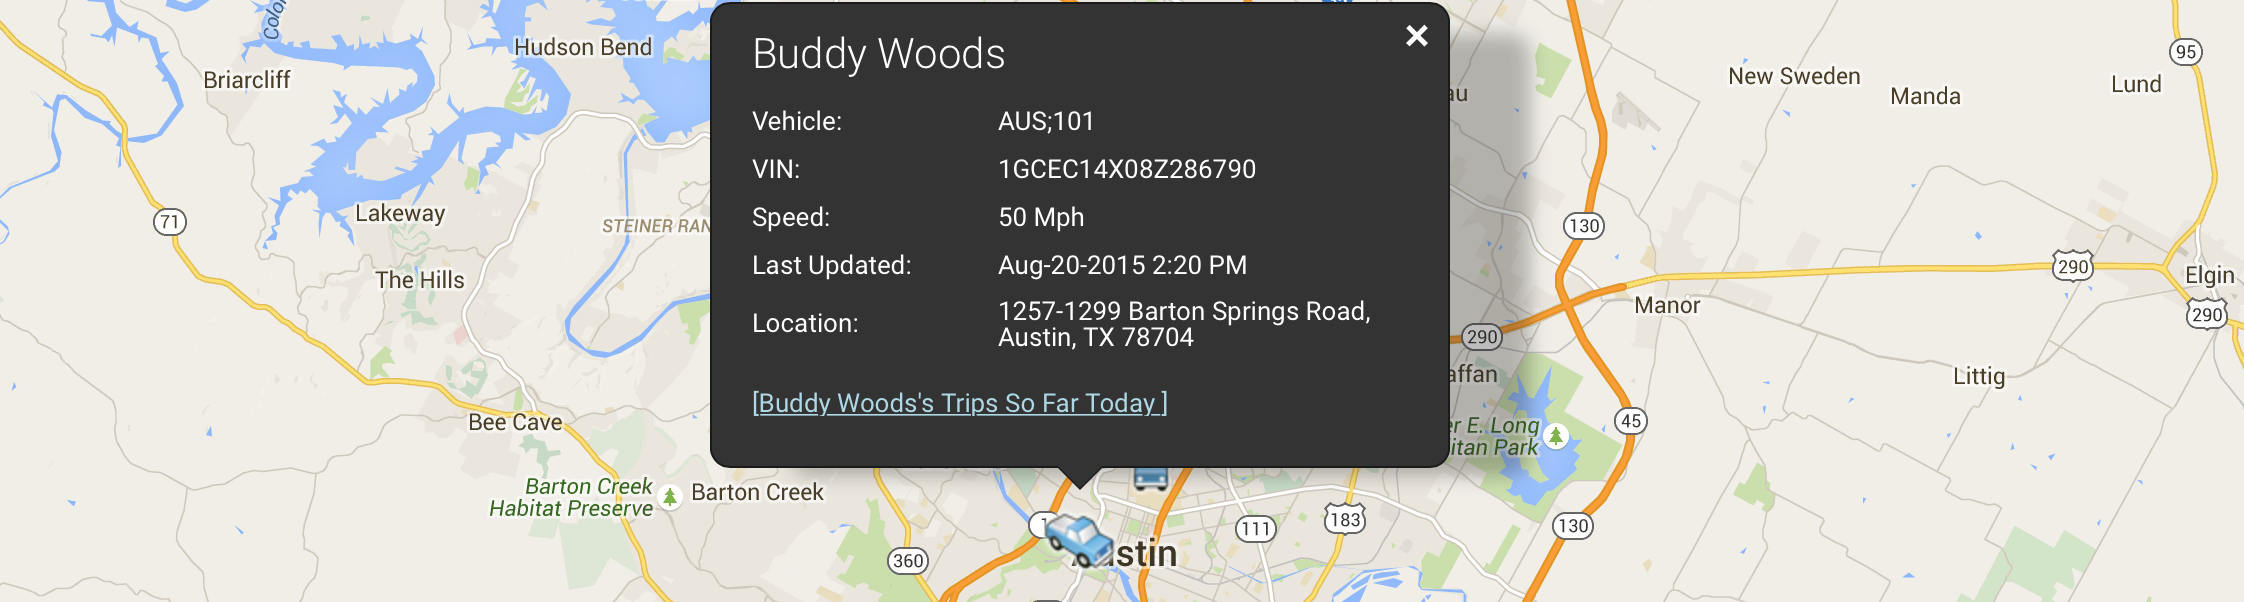 Buddy Woods
Vehicle: AUS;101
VIN: 1GCEC14X08Z286790
Speed: 50 Mph
Last Updated: Aug-20-2015 2:20 PM
Location: 1257-1299 Barton Springs Road,
Austin, TX 78704
[Buddy Woods's Trips So Far Today ]
Hudson Bend
Briarcliff
Lakeway
71
STEINER RAN
The Hills
Bee Cave
Barton Creek
Habitat Preserve
Barton Creek
360
1
stin
111
183
130
45
er E. Long
itan Park
affan
290
Manor
130
New Sweden
Manda
Lund
95
290
Elgin
290
Littig
au
Colo